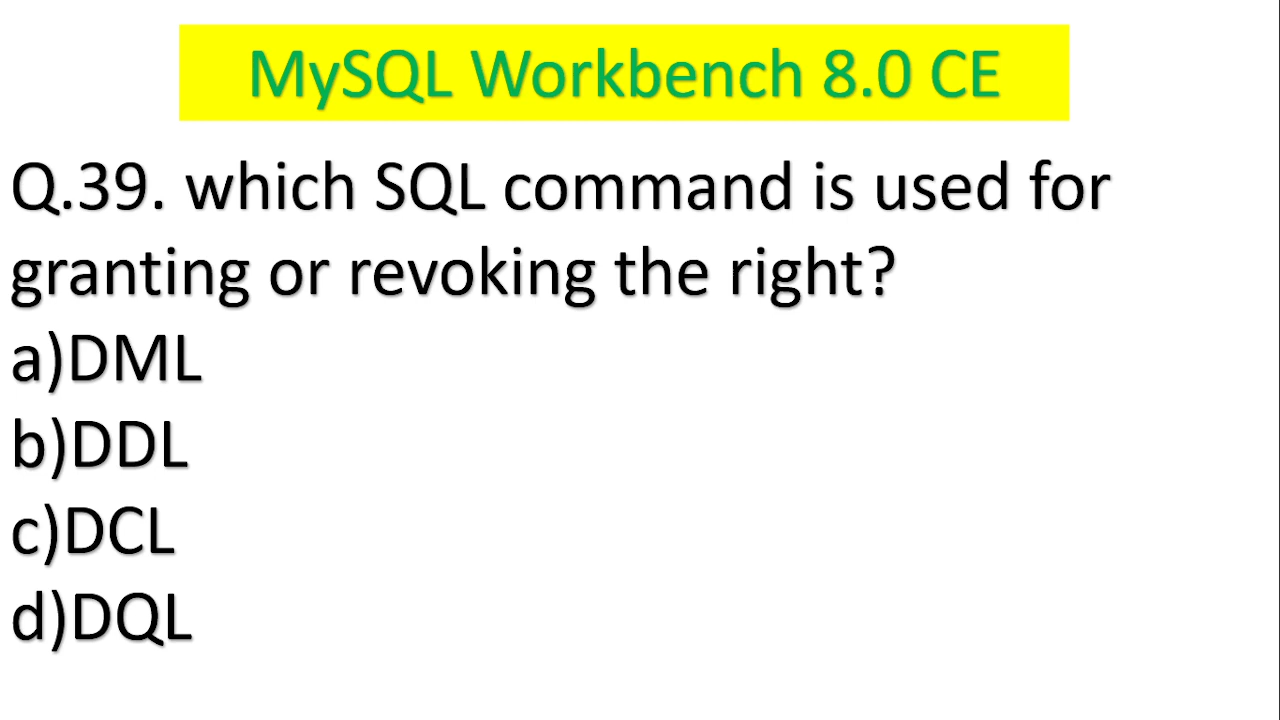 MySQL Workbench 8.0 CE
Q.39. which SQL command is used for
granting or revoking the right?
a)DML
b)DDL
c)DCL
d)DQL